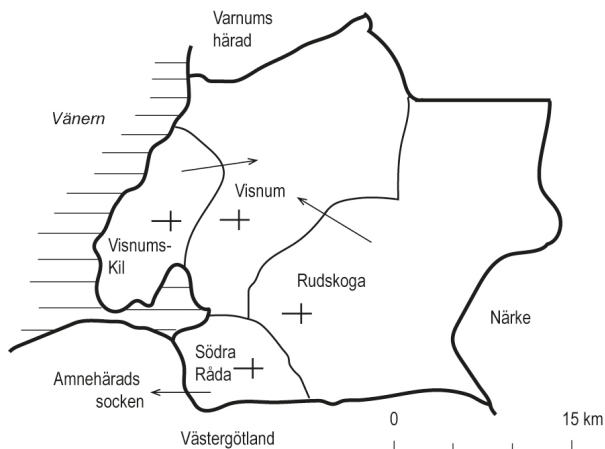 Varnums
härad
Vänern
Visnum
Visnums-
Kil
Rudskoga
Närke
Södra
Råda
Amnehärads
socken
Västergötland
0
15 km